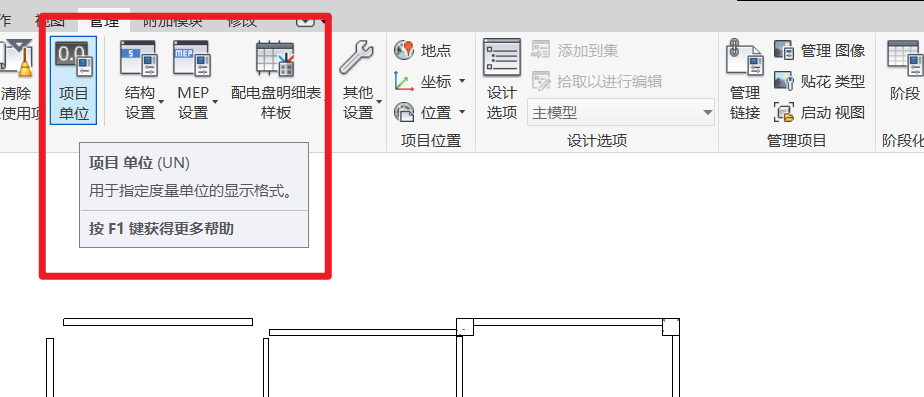 作 视图 管理 附加模块 修改
0.0
项目
单位
S
结构
设置
MEP
MEP
设置
配电盘明细表
样板
其他
设置
清除
使用项
地点
坐标
位置
项目位置
设计
选项
添加到集
拾取以进行编辑
主模型
设计选项
管理
链接
管理 图像
贴花 类型
启动 视图
管理项目
阶段
阶段化
项目 单位 (UN)
用于指定度量单位的显示格式。
按 F1 键获得更多帮助